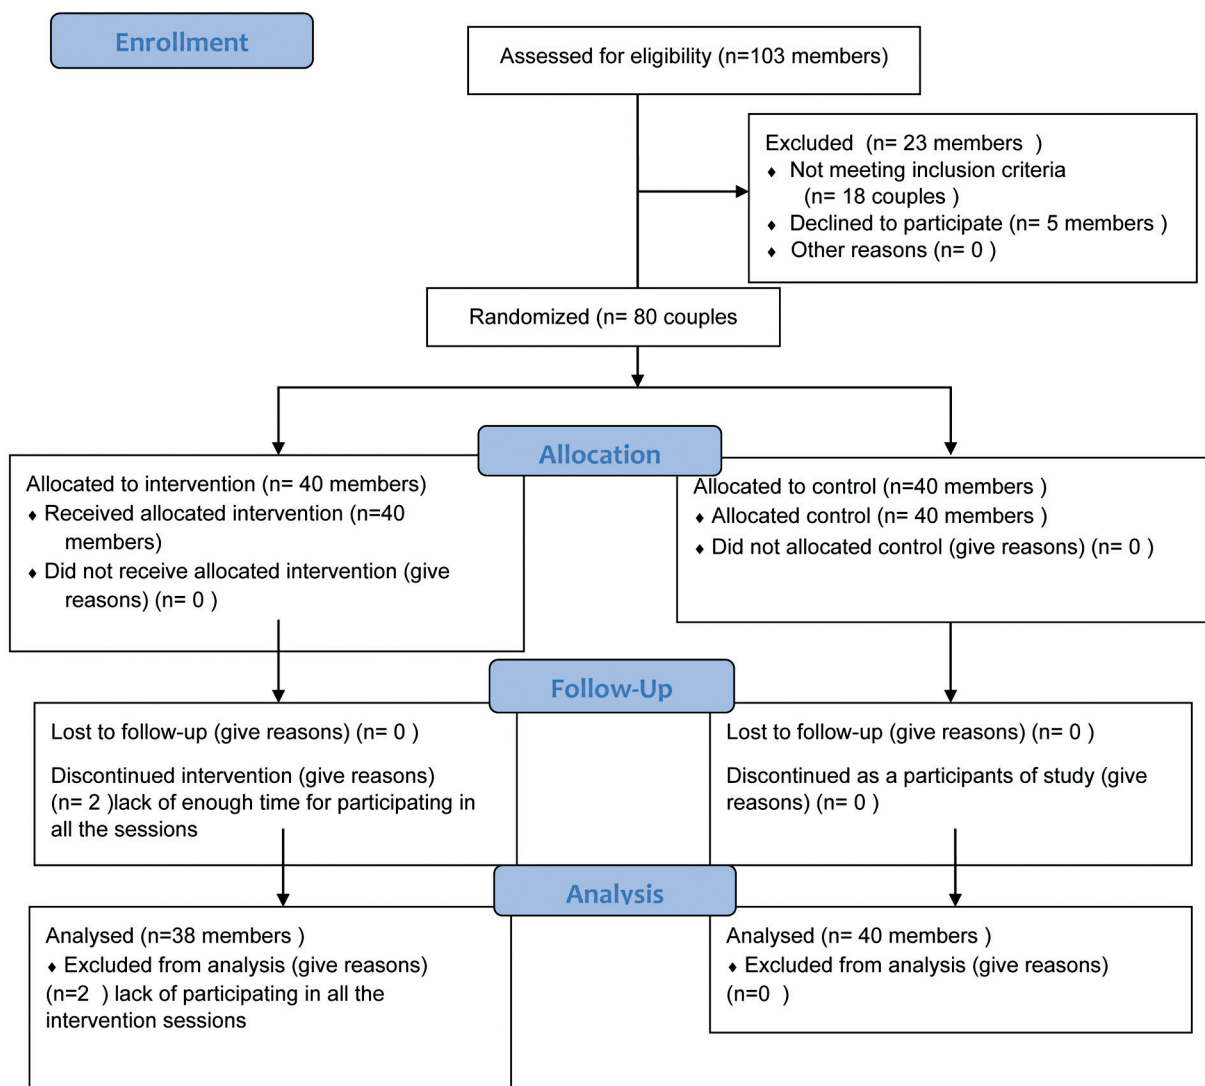 Enrollment
Assessed for eligibility (n=103 members)
Excluded (n= 23 members )
♦ Not meeting inclusion criteria
(n= 18 couples )
♦ Declined to participate (n= 5 members )
♦ Other reasons (n= 0 )
Randomized (n= 80 couples
Allocation
Allocated to intervention (n= 40 members)
♦ Received allocated intervention (n=40
members)
♦ Did not receive allocated intervention (give
reasons) (n= 0 )
Allocated to control (n=40 members )
♦ Allocated control (n= 40 members )
♦ Did not allocated control (give reasons) (n= 0 )
Follow-Up
Lost to follow-up (give reasons) (n= 0 )
Discontinued intervention (give reasons)
(n= 2 )lack of enough time for participating in
all the sessions
Lost to follow-up (give reasons) (n= 0 )
Discontinued as a participants of study (give
reasons) (n= 0 )
Analysis
Analysed (n=38 members )
♦ Excluded from analysis (give reasons)
(n=2 ) lack of participating in all the
intervention sessions
Analysed (n= 40 members )
♦ Excluded from analysis (give reasons)
(n=0 )